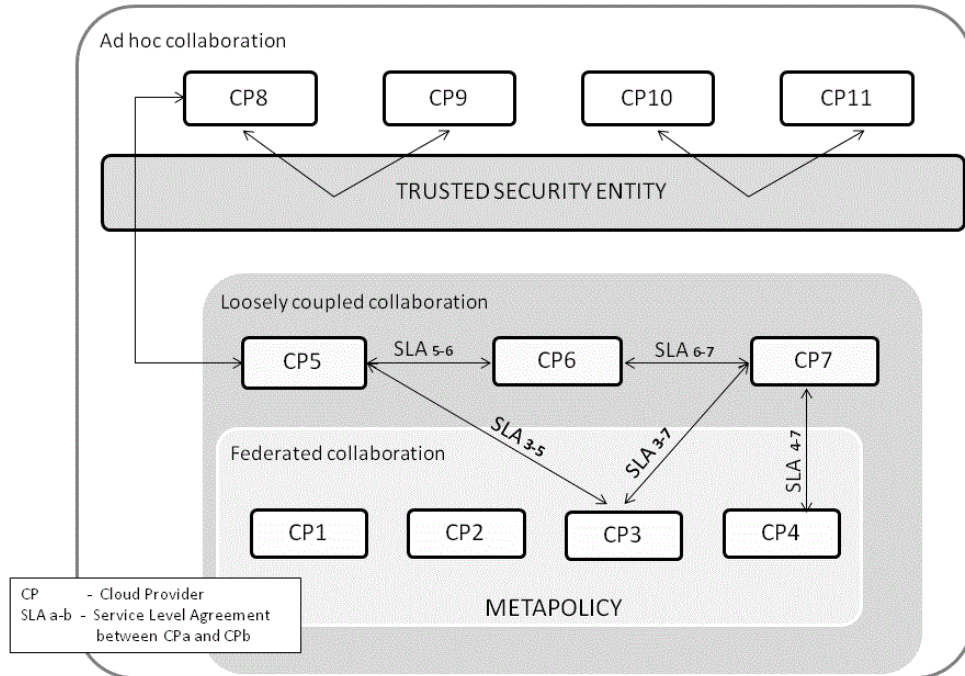 Ad hoc collaboration
CP8
CP9
CP10
CP11
TRUSTED SECURITY ENTITY
Loosely coupled collaboration
CP5
SLA 5-6
CP6
SLA 6-7
CP7
SLA 3-5
SLA 3-7
SLA 4-7
Federated collaboration
CP1
CP2
CP3
CP4
METAPOLICY
CP - Cloud Provider
SLA a-b - Service Level Agreement
between CPa and CPb